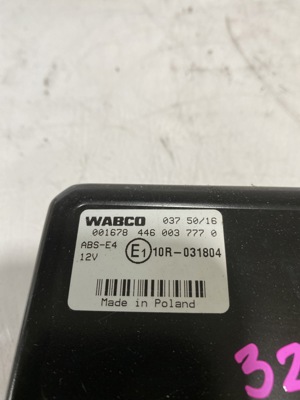 WABCO 037 50/16
001678 446 003 777 0
ABS-E4
12V
E1 10R-031804
Made in Poland
32